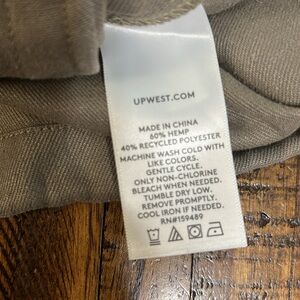 UPWEST.COM
MADE IN CHINA
60% HEMP
40% RECYCLED POLYESTER
MACHINE WASH COLD WITH
LIKE COLORS.
GENTLE CYCLE.
ONLY NON-CHLORINE
BLEACH WHEN NEEDED.
TUMBLE DRY LOW.
REMOVE PROMPTLY.
COOL IRON IF NEEDED.
RN#159489